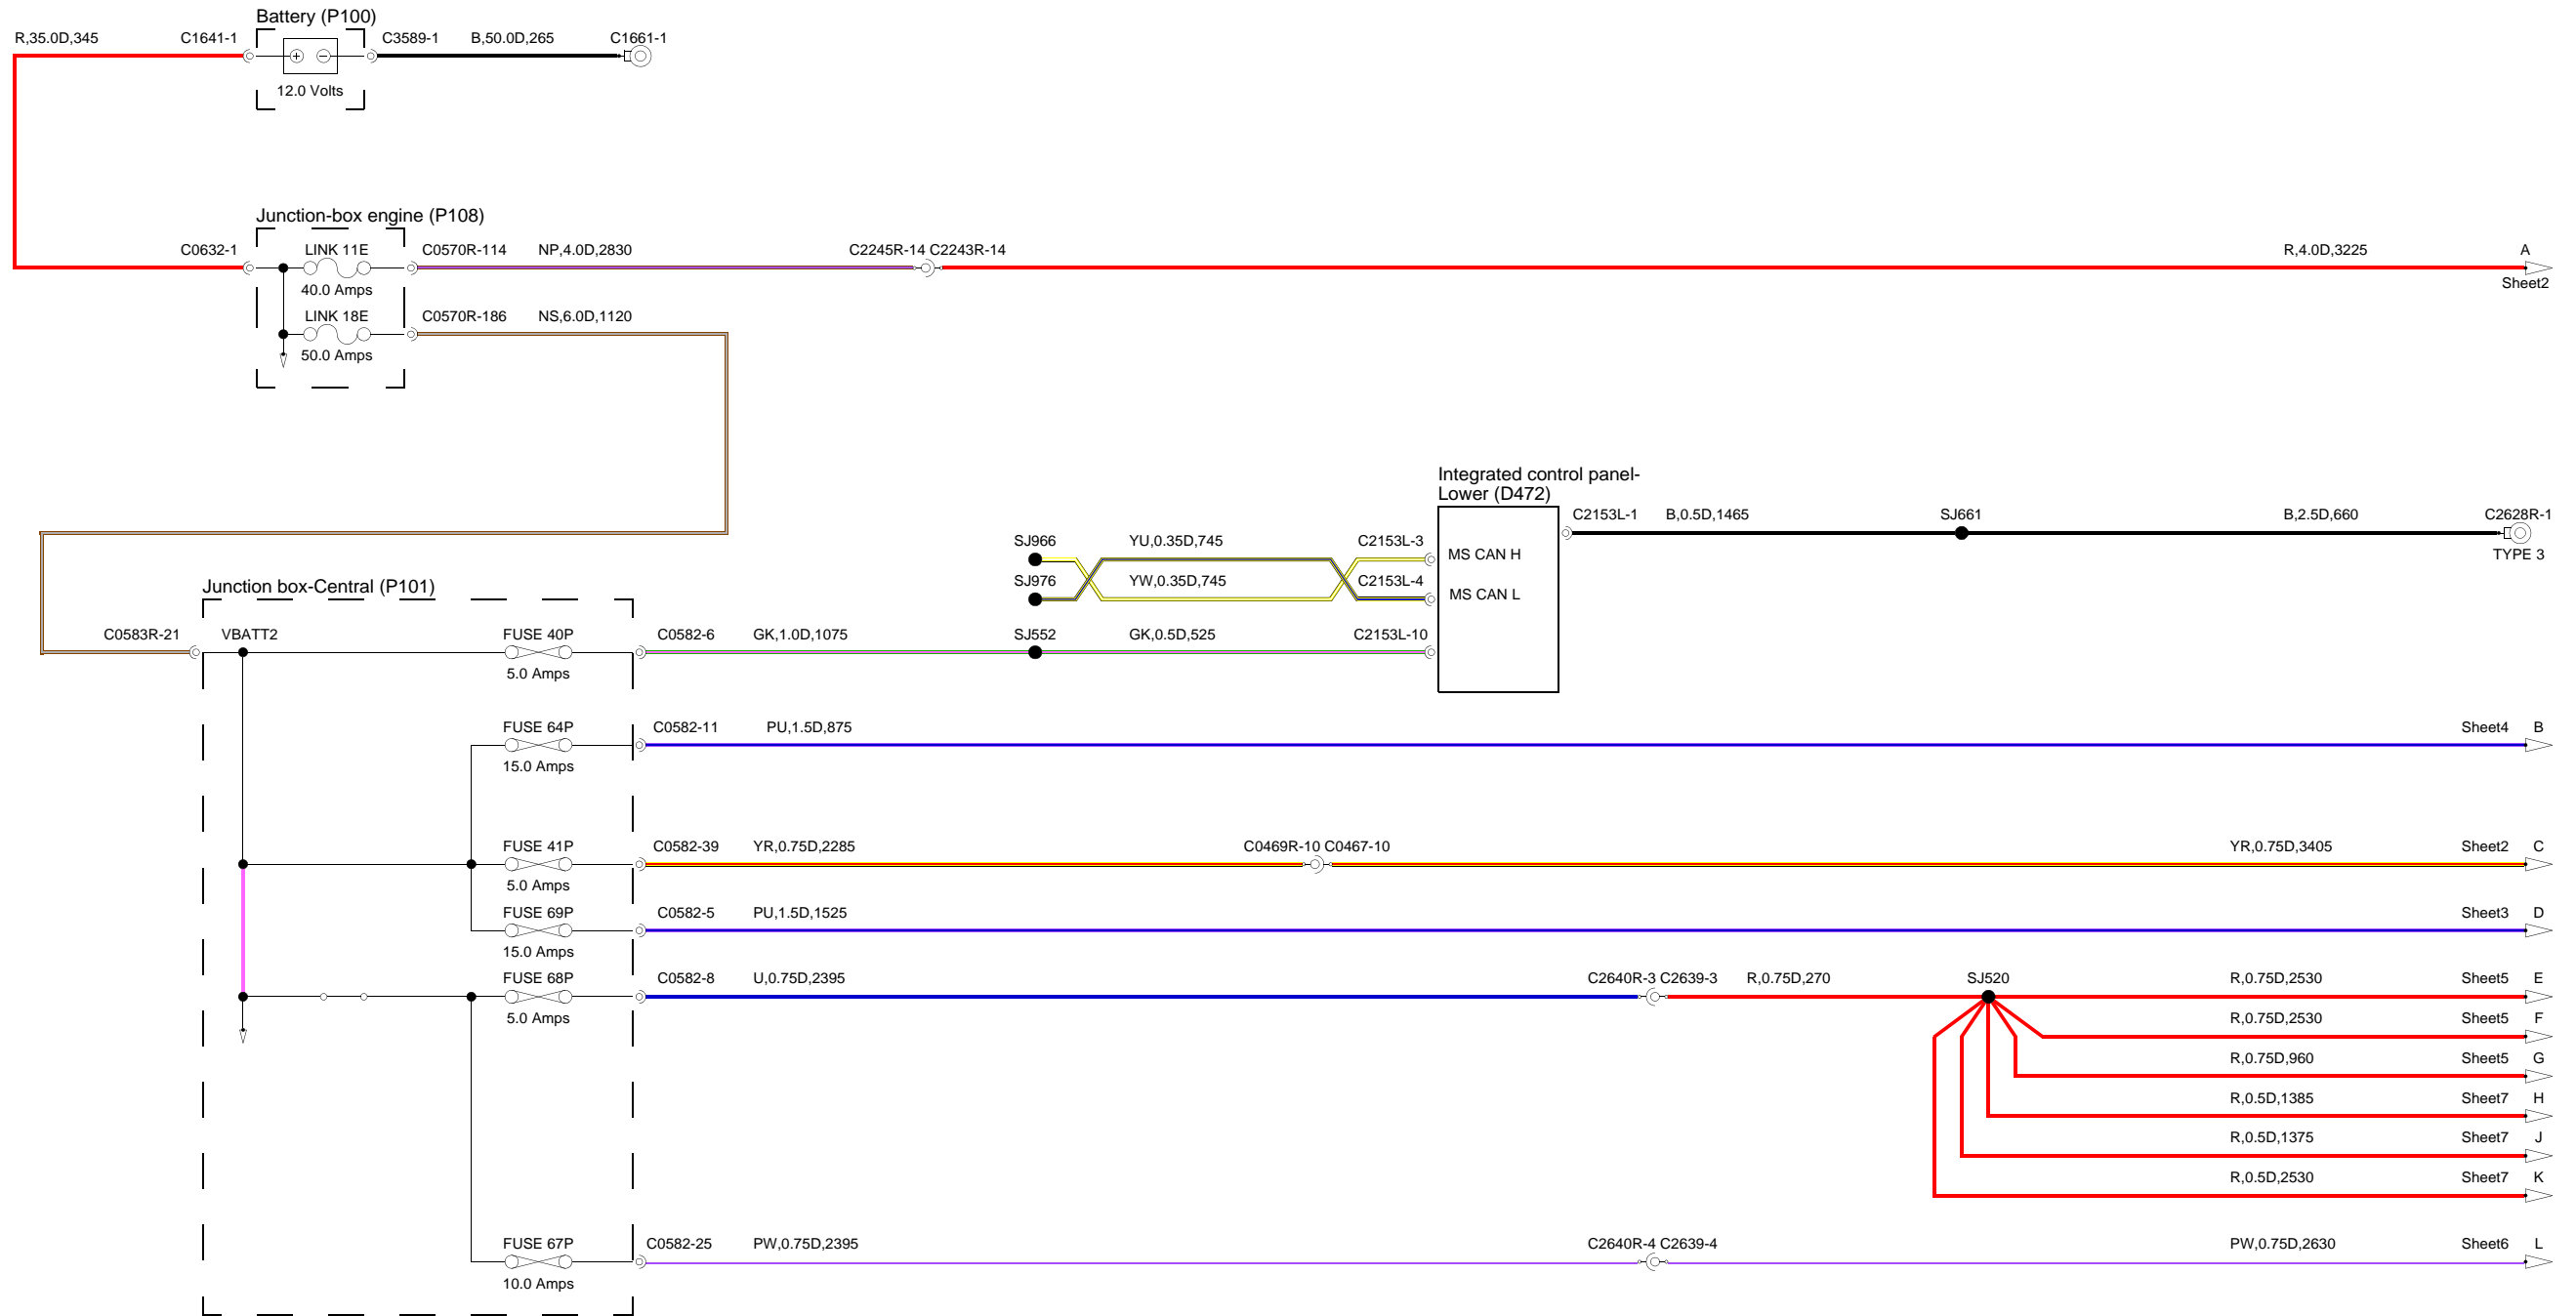 Battery (P100)
R,35.0D,345 C1641-1 C3589-1 B,50.0D,265 C1661-1
12.0 Volts
Junction-box engine (P108)
C0632-1 LINK 11E C0570R-114 NP,4.0D,2830 C2245R-14 C2243R-14 R,4.0D,3225 A
40.0 Amps
Sheet2
LINK 18E C0570R-186 NS,6.0D,1120
50.0 Amps
Integrated control panel-
Lower (D472)
C2153L-1 B,0.5D,1465 SJ661 B,2.5D,660 C2628R-1
TYPE 3
SJ966 YU,0.35D,745 C2153L-3 MS CAN H
SJ976 YW,0.35D,745 C2153L-4 MS CAN L
Junction box-Central (P101)
C0583R-21 VBATT2 FUSE 40P C0582-6 GK,1.0D,1075 SJ552 GK,0.5D,525 C2153L-10
5.0 Amps
FUSE 64P C0582-11 PU,1.5D,875 Sheet4 B
15.0 Amps
FUSE 41P C0582-39 YR,0.75D,2285 C0469R-10 C0467-10 YR,0.75D,3405 Sheet2 C
5.0 Amps
FUSE 69P C0582-5 PU,1.5D,1525 Sheet3 D
15.0 Amps
FUSE 68P C0582-8 U,0.75D,2395 C2640R-3 C2639-3 R,0.75D,270 SJ520 R,0.75D,2530 Sheet5 E
5.0 Amps
R,0.75D,2530 Sheet5 F
R,0.75D,960 Sheet5 G
R,0.5D,1385 Sheet7 H
R,0.5D,1375 Sheet7 J
R,0.5D,2530 Sheet7 K
FUSE 67P C0582-25 PW,0.75D,2395 C2640R-4 C2639-4 PW,0.75D,2630 Sheet6 L
10.0 Amps